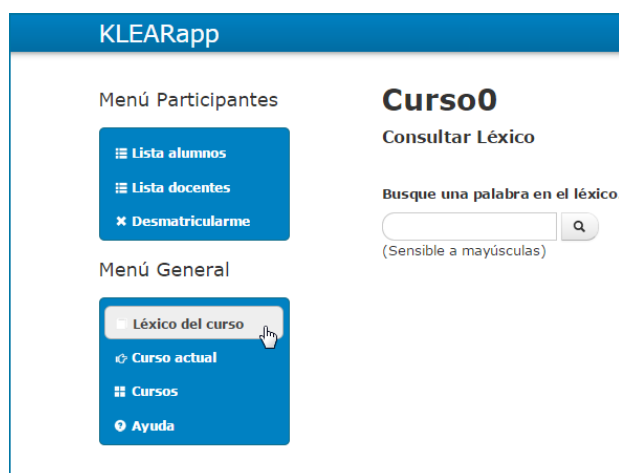 KLEARapp
Menú Participantes
Lista alumnos
Lista docentes
Desmatricularme
Menú General
Léxico del curso
Curso actual
Cursos
Ayuda
Curso0
Consultar Léxico
Busque una palabra en el léxico
(Sensible a mayúsculas)